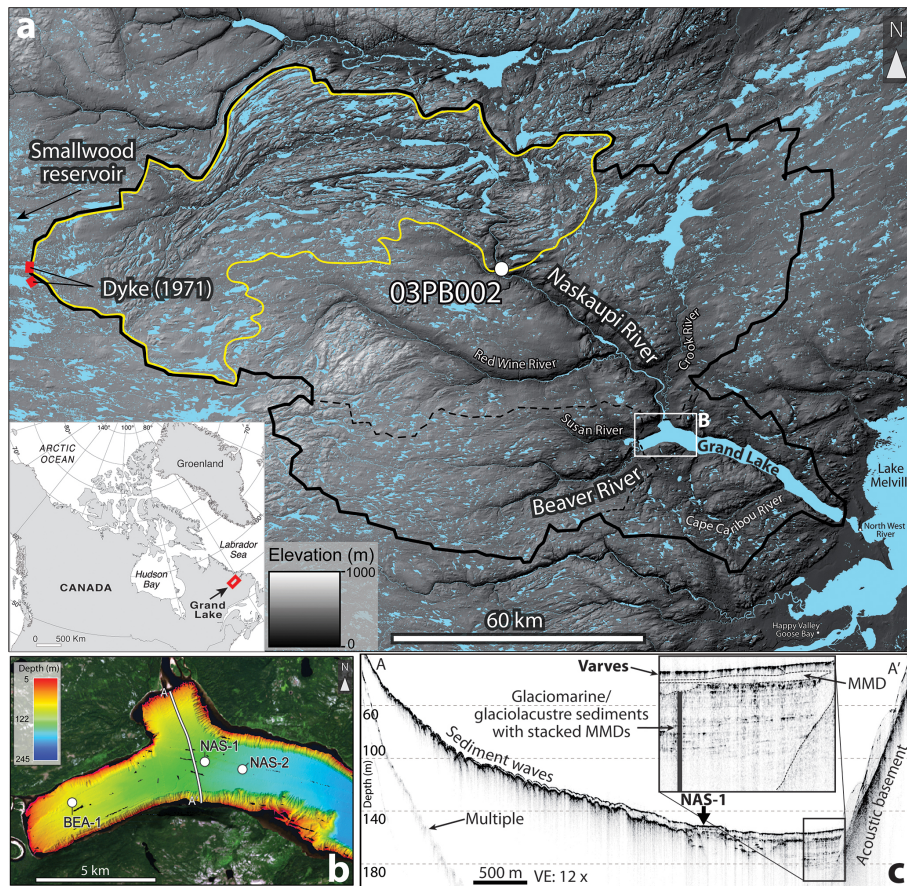 a
N
Smallwood
reservoir
Dyke (1971)
03PB002
Naskaupi River
Crook River
Red Wine River
Susan River
B
Grand Lake
Beaver River
Cape Caribou River
Lake
Melvill
North West
River
Happy Valley
Goose Bay
60 km
Elevation (m)
1000
0
ARCTIC
OCEAN
Groenland
Labrador
Sea
CANADA
Hudson
Bay
Grand
Lake
0 500 Km
70°
60°
Depth (m)
5
122
245
N
A
NAS-1
NAS-2
BEA-1
A'
5 km
b
A
A'
Varves
MMD
Glaciomarine/
glaciolacustre sediments
with stacked MMDs
60
100
140
180
Depth (m)
Sediment waves
NAS-1
Multiple
Acoustic basement
500 m
VE: 12 x
c